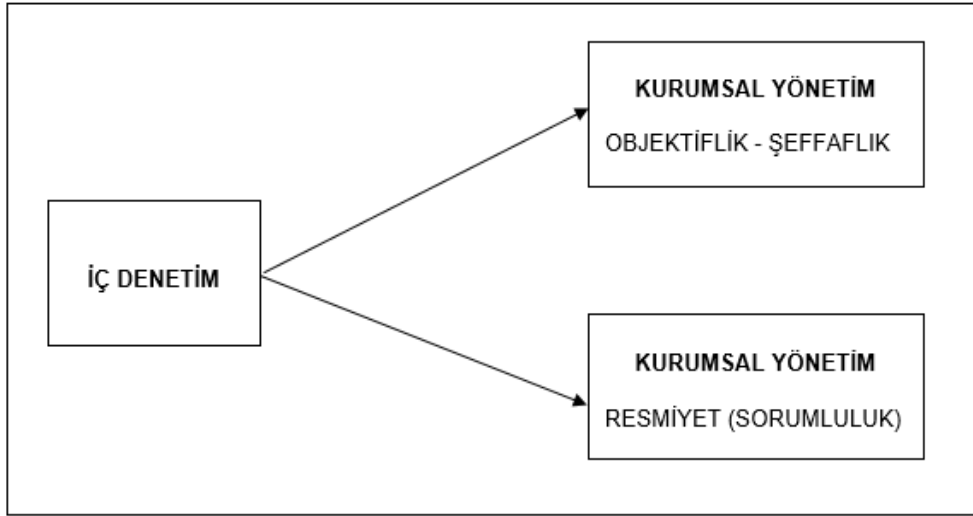 KURUMSAL YÖNETİM
OBJEKTİFLİK - ŞEFFAFLIK
İÇ DENETİM
KURUMSAL YÖNETİM
RESMİYET (SORUMLULUK)